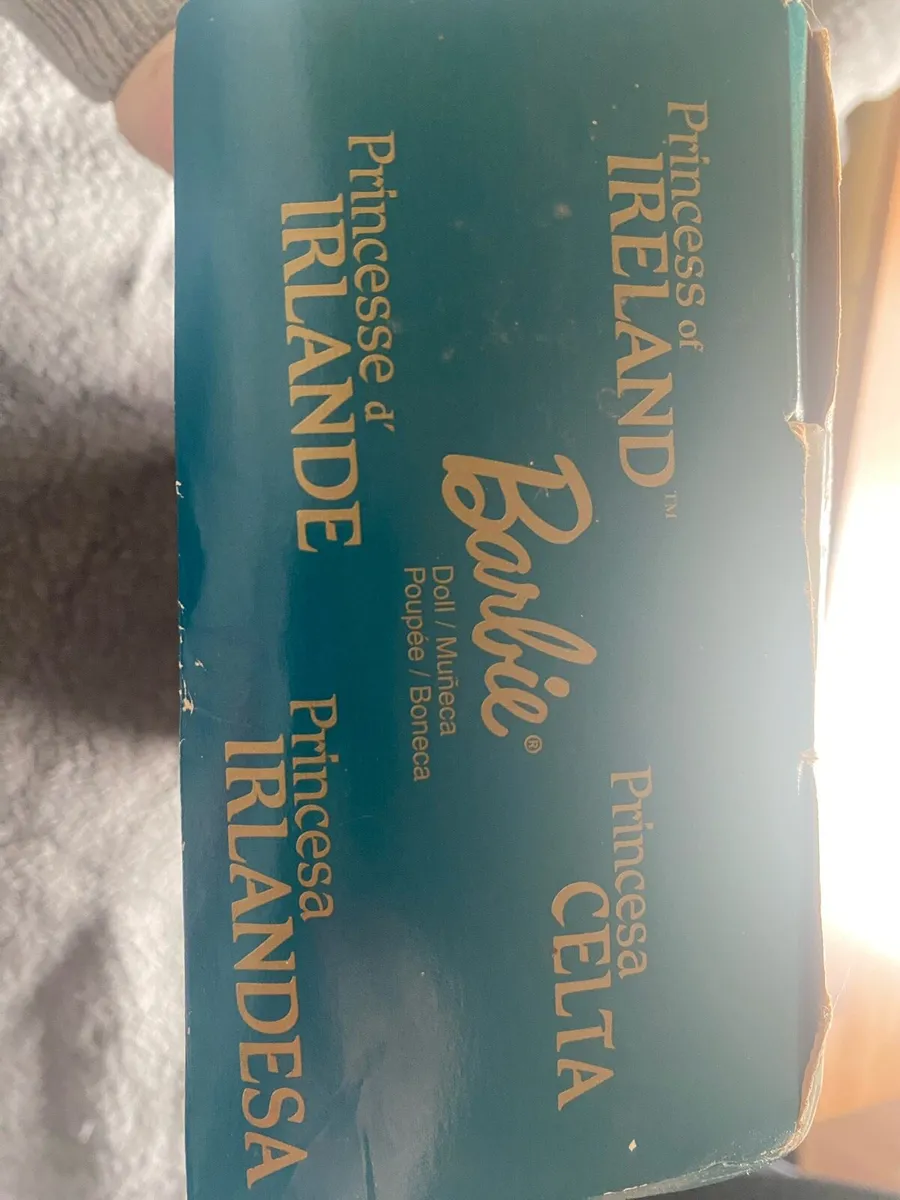 Princess of
IRELAND™
Princesa
CELTA
Barbie®
Doll / Muñeca
Poupée / Boneca
Princesse d'
IRLANDE
Princesa
IRLANDESA